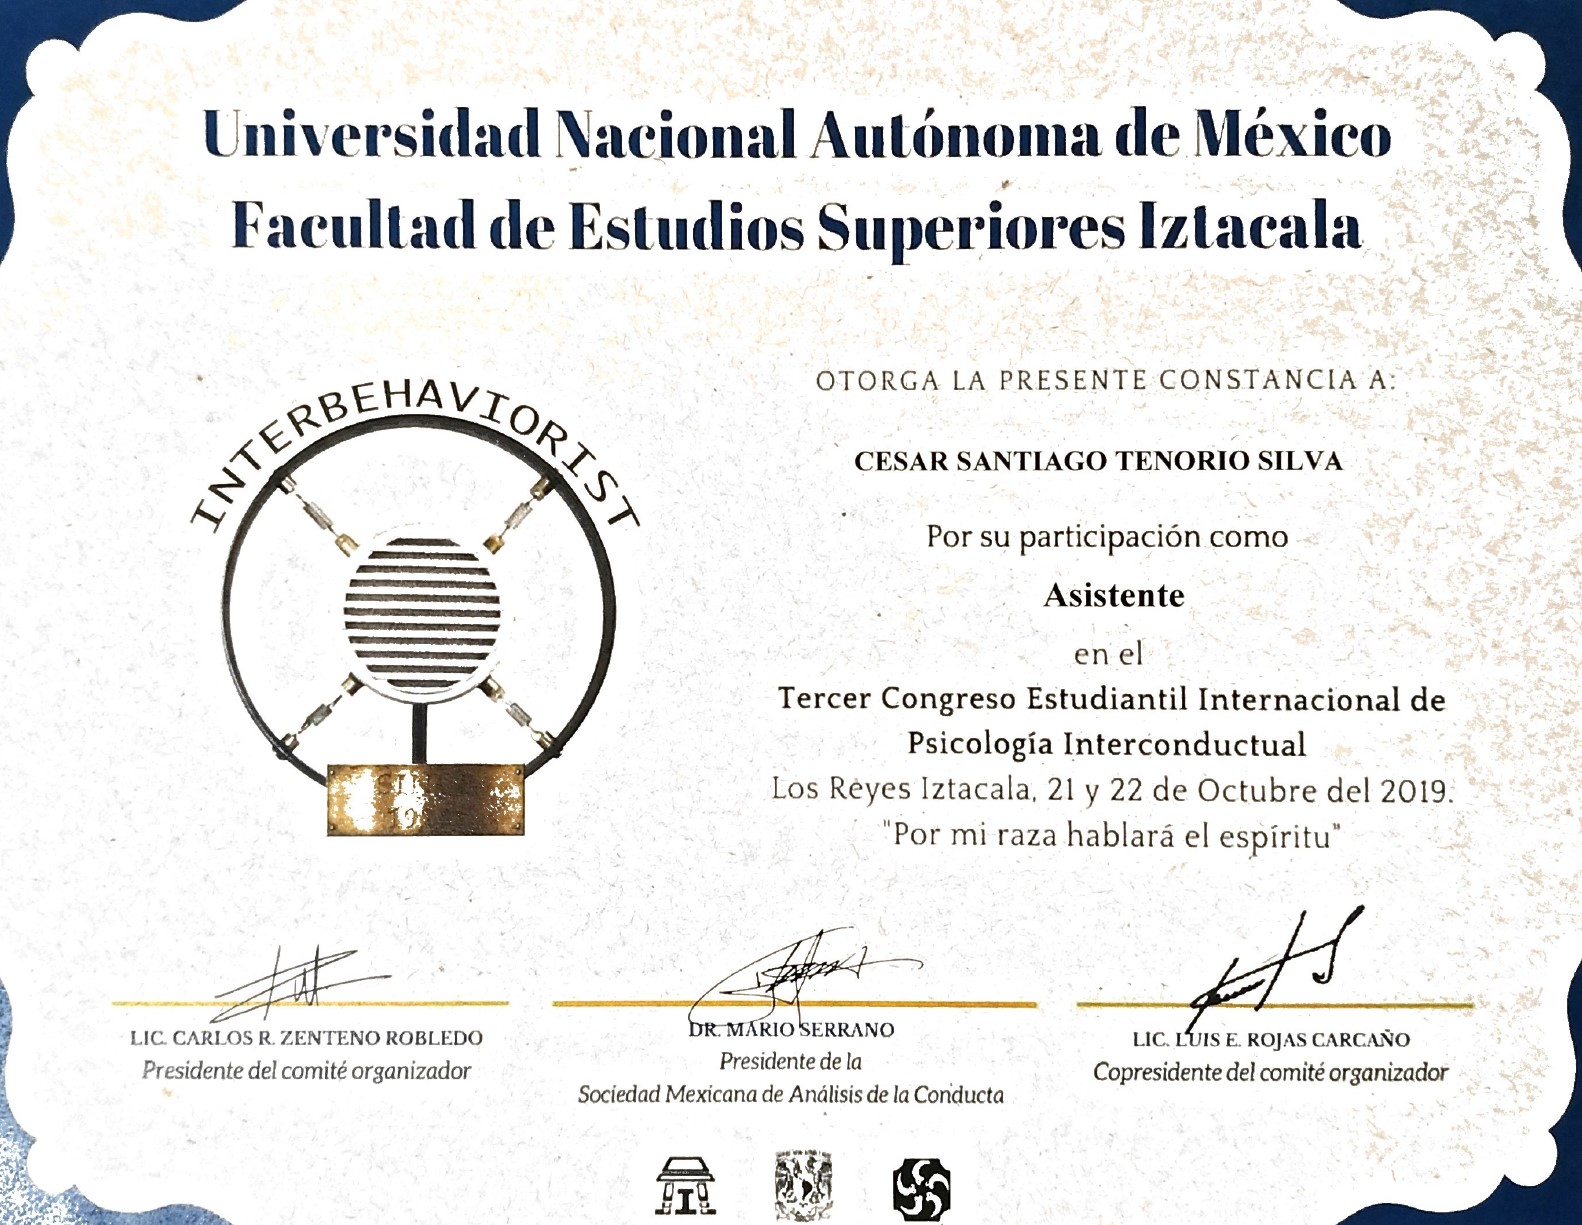 Universidad Nacional Autónoma de México
Facultad de Estudios Superiores Iztacala
INTERBEHAVIORIST
OTORGA LA PRESENTE CONSTANCIA A:
CESAR SANTIAGO TENORIO SILVA
Por su participación como
Asistente
en el
Tercer Congreso Estudiantil Internacional de
Psicología Interconductual
Los Reyes Iztacala, 21 y 22 de Octubre del 2019.
"Por mi raza hablará el espíritu"
LIC. CARLOS R. ZENTENO ROBLEDO
Presidente del comité organizador
DR. MARIO SERRANO
Presidente de la
Sociedad Mexicana de Análisis de la Conducta
LIC. LUIS E. ROJAS CARCAÑO
Copresidente del comité organizador